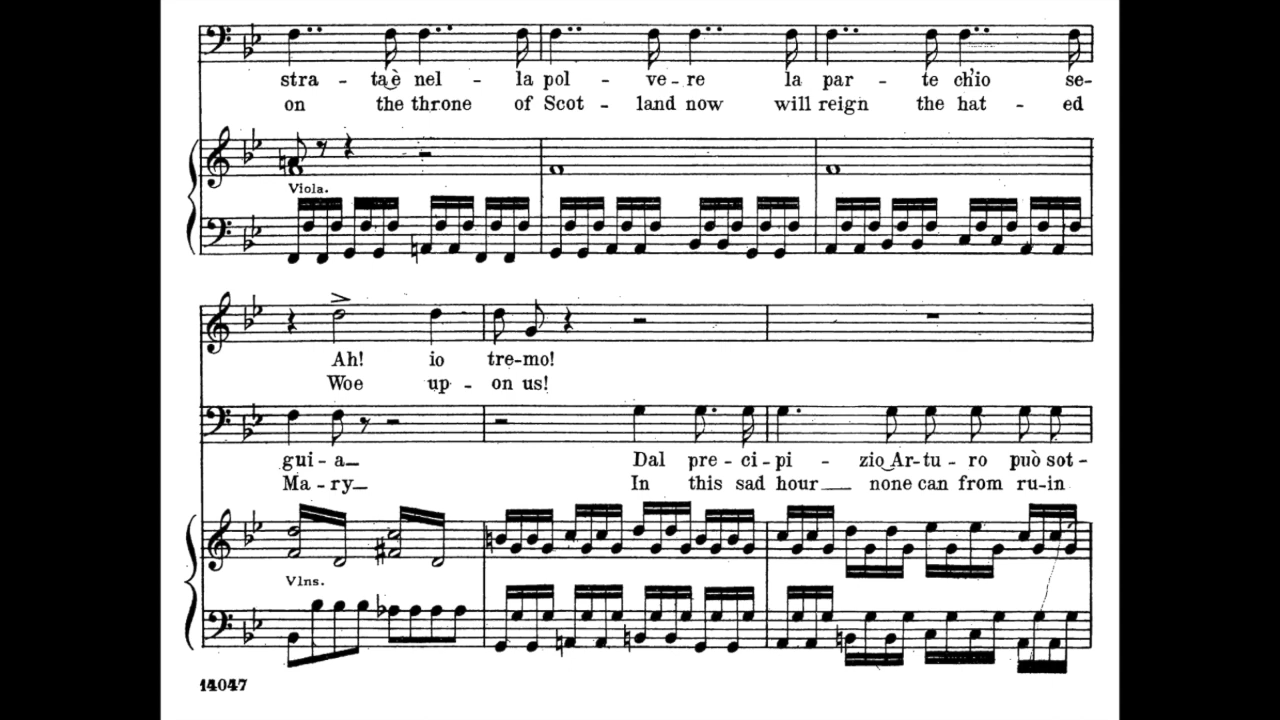 stra - ta‿è nel - la pol - ve - re la par - te ch'io se-
on the throne of Scot - land now will reign the hat - ed
Viola.
Ah! io tre-mo!
Woe up - on us!
gui - a Dal pre - ci - pi - zio‿Ar-tu - ro può sot-
Ma - ry In this sad hour none can from ru-in
Vlns.
14047